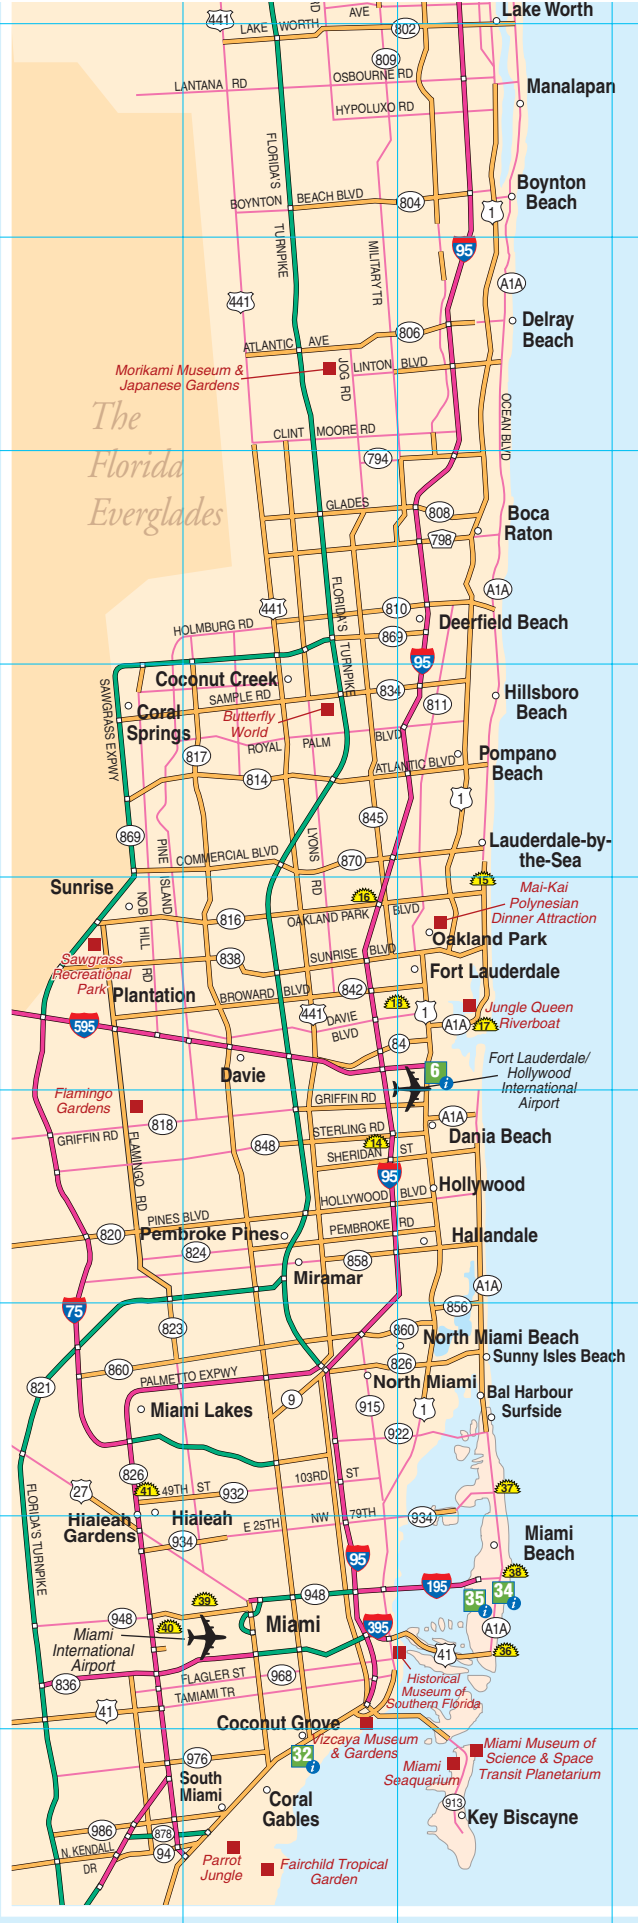 Lake Worth
441
AVE
LAKE WORTH
802
809
LANTANA RD
OSBOURNE RD
Manalapan
HYPOLUXO RD
FLORIDA'S
TURNPIKE
Boynton
Beach
BOYNTON BEACH BLVD
804
1
MILITARY TR
95
A1A
441
Delray
Beach
806
ATLANTIC AVE
JOG RD
LINTON BLVD
Morikami Museum &
Japanese Gardens
OCEAN BLVD
The
Florida
Everglades
CLINT MOORE RD
794
GLADES
808
Boca
Raton
798
FLORIDA'S
TURNPIKE
A1A
441
810
HOLMBURG RD
Deerfield Beach
869
95
SAWGRASS EXPWY
Coconut Creek
834
SAMPLE RD
Hillsboro
Beach
Coral
Springs
Butterfly
World
811
ROYAL PALM BLVD
817
Pompano
Beach
ATLANTIC BLVD
814
1
845
869
PINE ISLAND
LYONS RD
Lauderdale-by-
the-Sea
COMMERCIAL BLVD
870
Sunrise
NOB HILL RD
15
16
Mai-Kai
Polynesian
Dinner Attraction
816
OAKLAND PARK BLVD
Oakland Park
Sawgrass
Recreational
Park
838
SUNRISE BLVD
Fort Lauderdale
Plantation
BROWARD BLVD
842
18
441
1
Jungle Queen
Riverboat
DAVIE
BLVD
A1A
17
595
84
Davie
6
Fort Lauderdale/
Hollywood
International
Airport
Flamingo
Gardens
GRIFFIN RD
A1A
818
STERLING RD
Dania Beach
GRIFFIN RD
FLAMINGO RD
848
14
SHERIDAN ST
95
Hollywood
HOLLYWOOD BLVD
PINES BLVD
PEMBROKE RD
820
Pembroke Pines
Hallandale
824
858
Miramar
A1A
75
856
823
860
North Miami Beach
860
826
Sunny Isles Beach
PALMETTO EXPWY
North Miami
821
9
Bal Harbour
Surfside
Miami Lakes
915
1
922
826
103RD ST
FLORIDA'S TURNPIKE
27
41
49TH ST
932
37
Hialeah
Gardens
Hialeah
E 25TH
NW 79TH
934
934
Miami
Beach
95
38
195
39
948
35
34
948
40
Miami
395
A1A
Miami
International
Airport
41
36
836
FLAGLER ST
968
TAMIAMI TR
Historical
Museum of
Southern Florida
41
Coconut Grove
Vizcaya Museum
& Gardens
Miami Museum of
Science & Space
Transit Planetarium
976
32
Miami
Seaquarium
South
Miami
Coral
Gables
913
Key Biscayne
986
878
N. KENDALL
DR
94
Parrot
Jungle
Fairchild Tropical
Garden